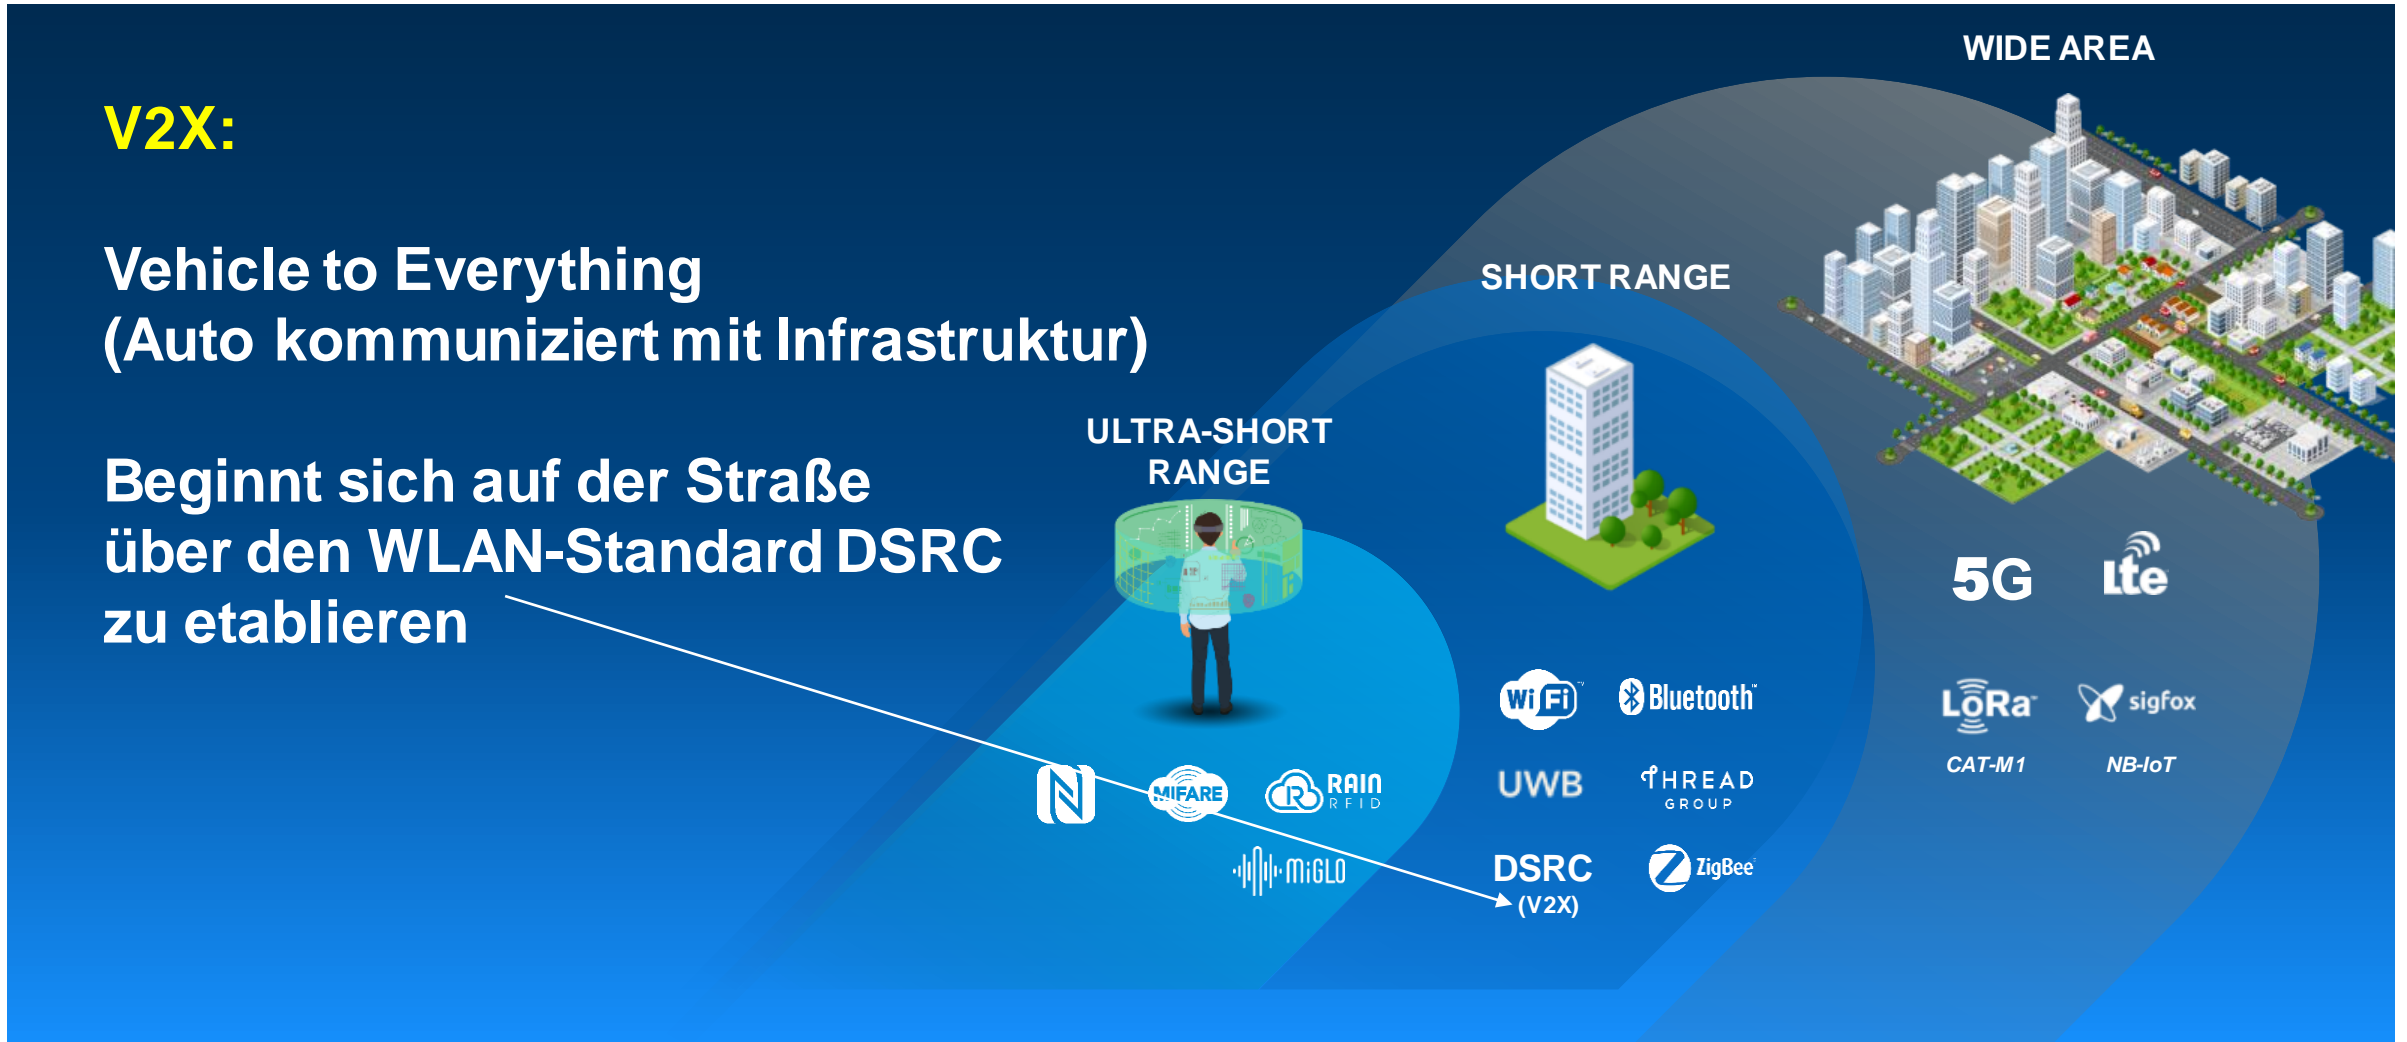 V2X:
Vehicle to Everything
(Auto kommuniziert mit Infrastruktur)
Beginnt sich auf der Straße
über den WLAN-Standard DSRC
zu etablieren
ULTRA-SHORT
RANGE
MIFARE
RAIN
RFID
MiGLO
SHORT RANGE
Wi Fi
Bluetooth
UWB
THREAD
GROUP
DSRC
(V2X)
ZigBee
WIDE AREA
5G
Lte
LoRa
sigfox
CAT-M1
NB-IoT